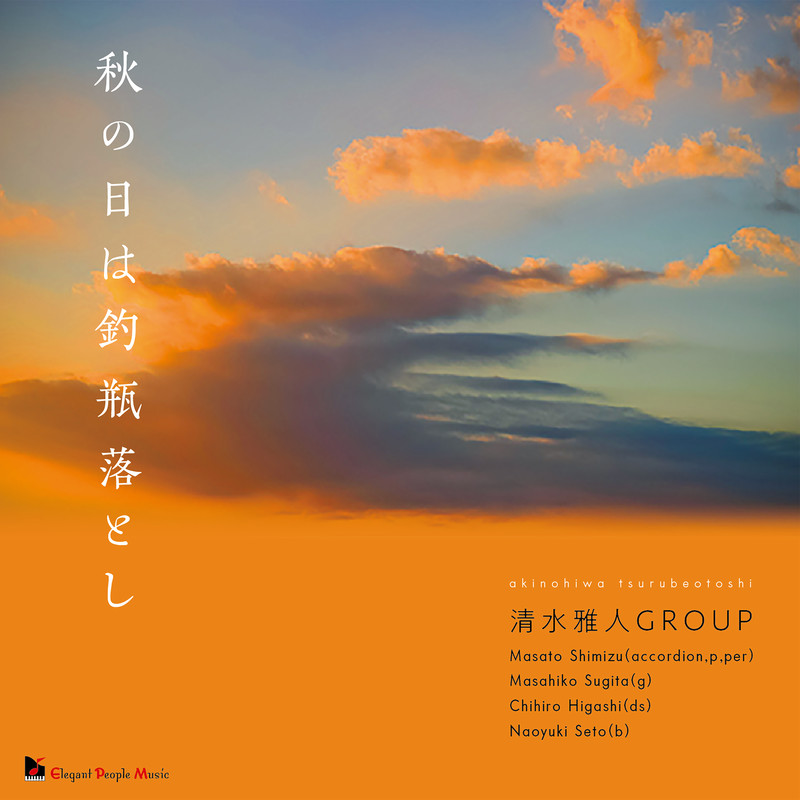 秋の日は釣瓶落とし
akinohiwa tsurubeotoshi
清水雅人GROUP
Masato Shimizu(accordion,p,per)
Masahiko Sugita(g)
Chihiro Higashi(ds)
Naoyuki Seto(b)
Elegant People Music